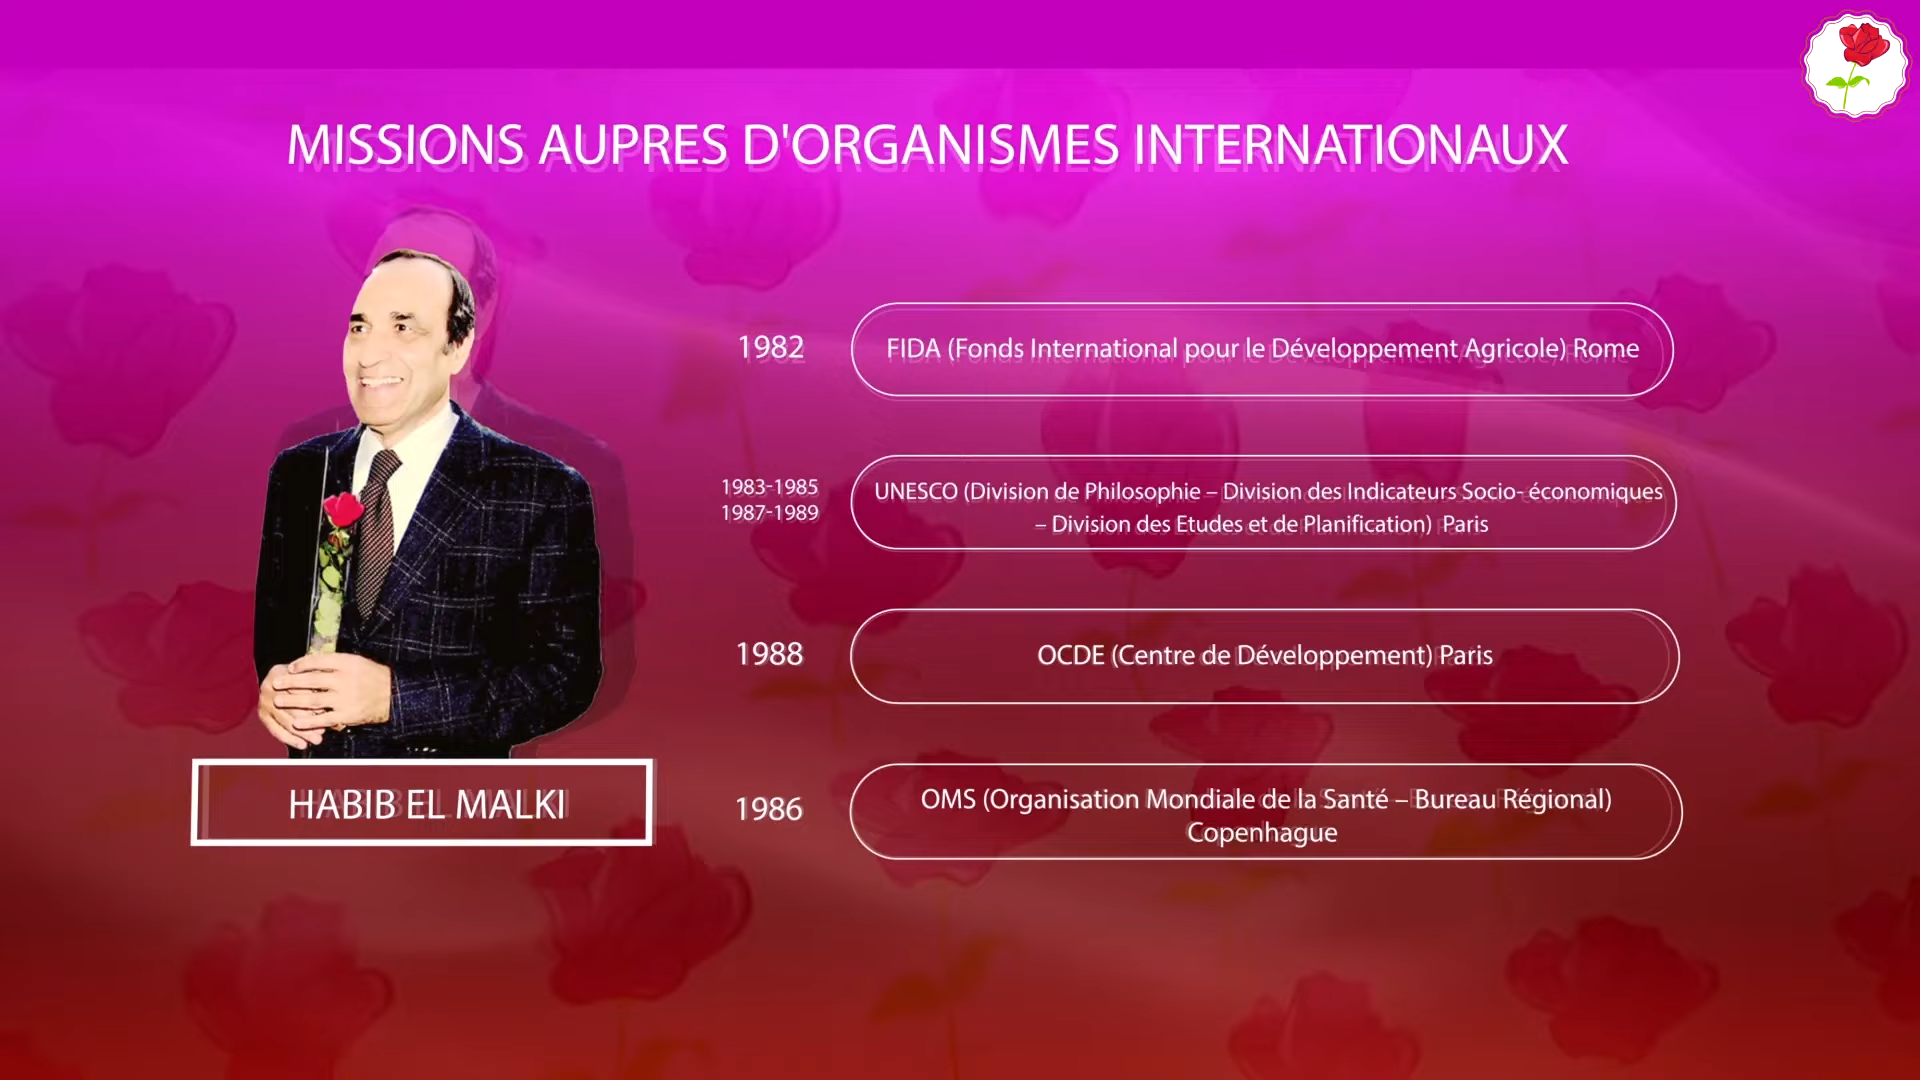 MISSIONS AUPRES D'ORGANISMES INTERNATIONAUX
1982
FIDA (Fonds International pour le Développement Agricole) Rome
1983-1985
1987-1989
UNESCO (Division de Philosophie – Division des Indicateurs Socio- économiques
– Division des Etudes et de Planification) Paris
1988
OCDE (Centre de Développement) Paris
1986
OMS (Organisation Mondiale de la Santé – Bureau Régional)
Copenhague
HABIB EL MALKI